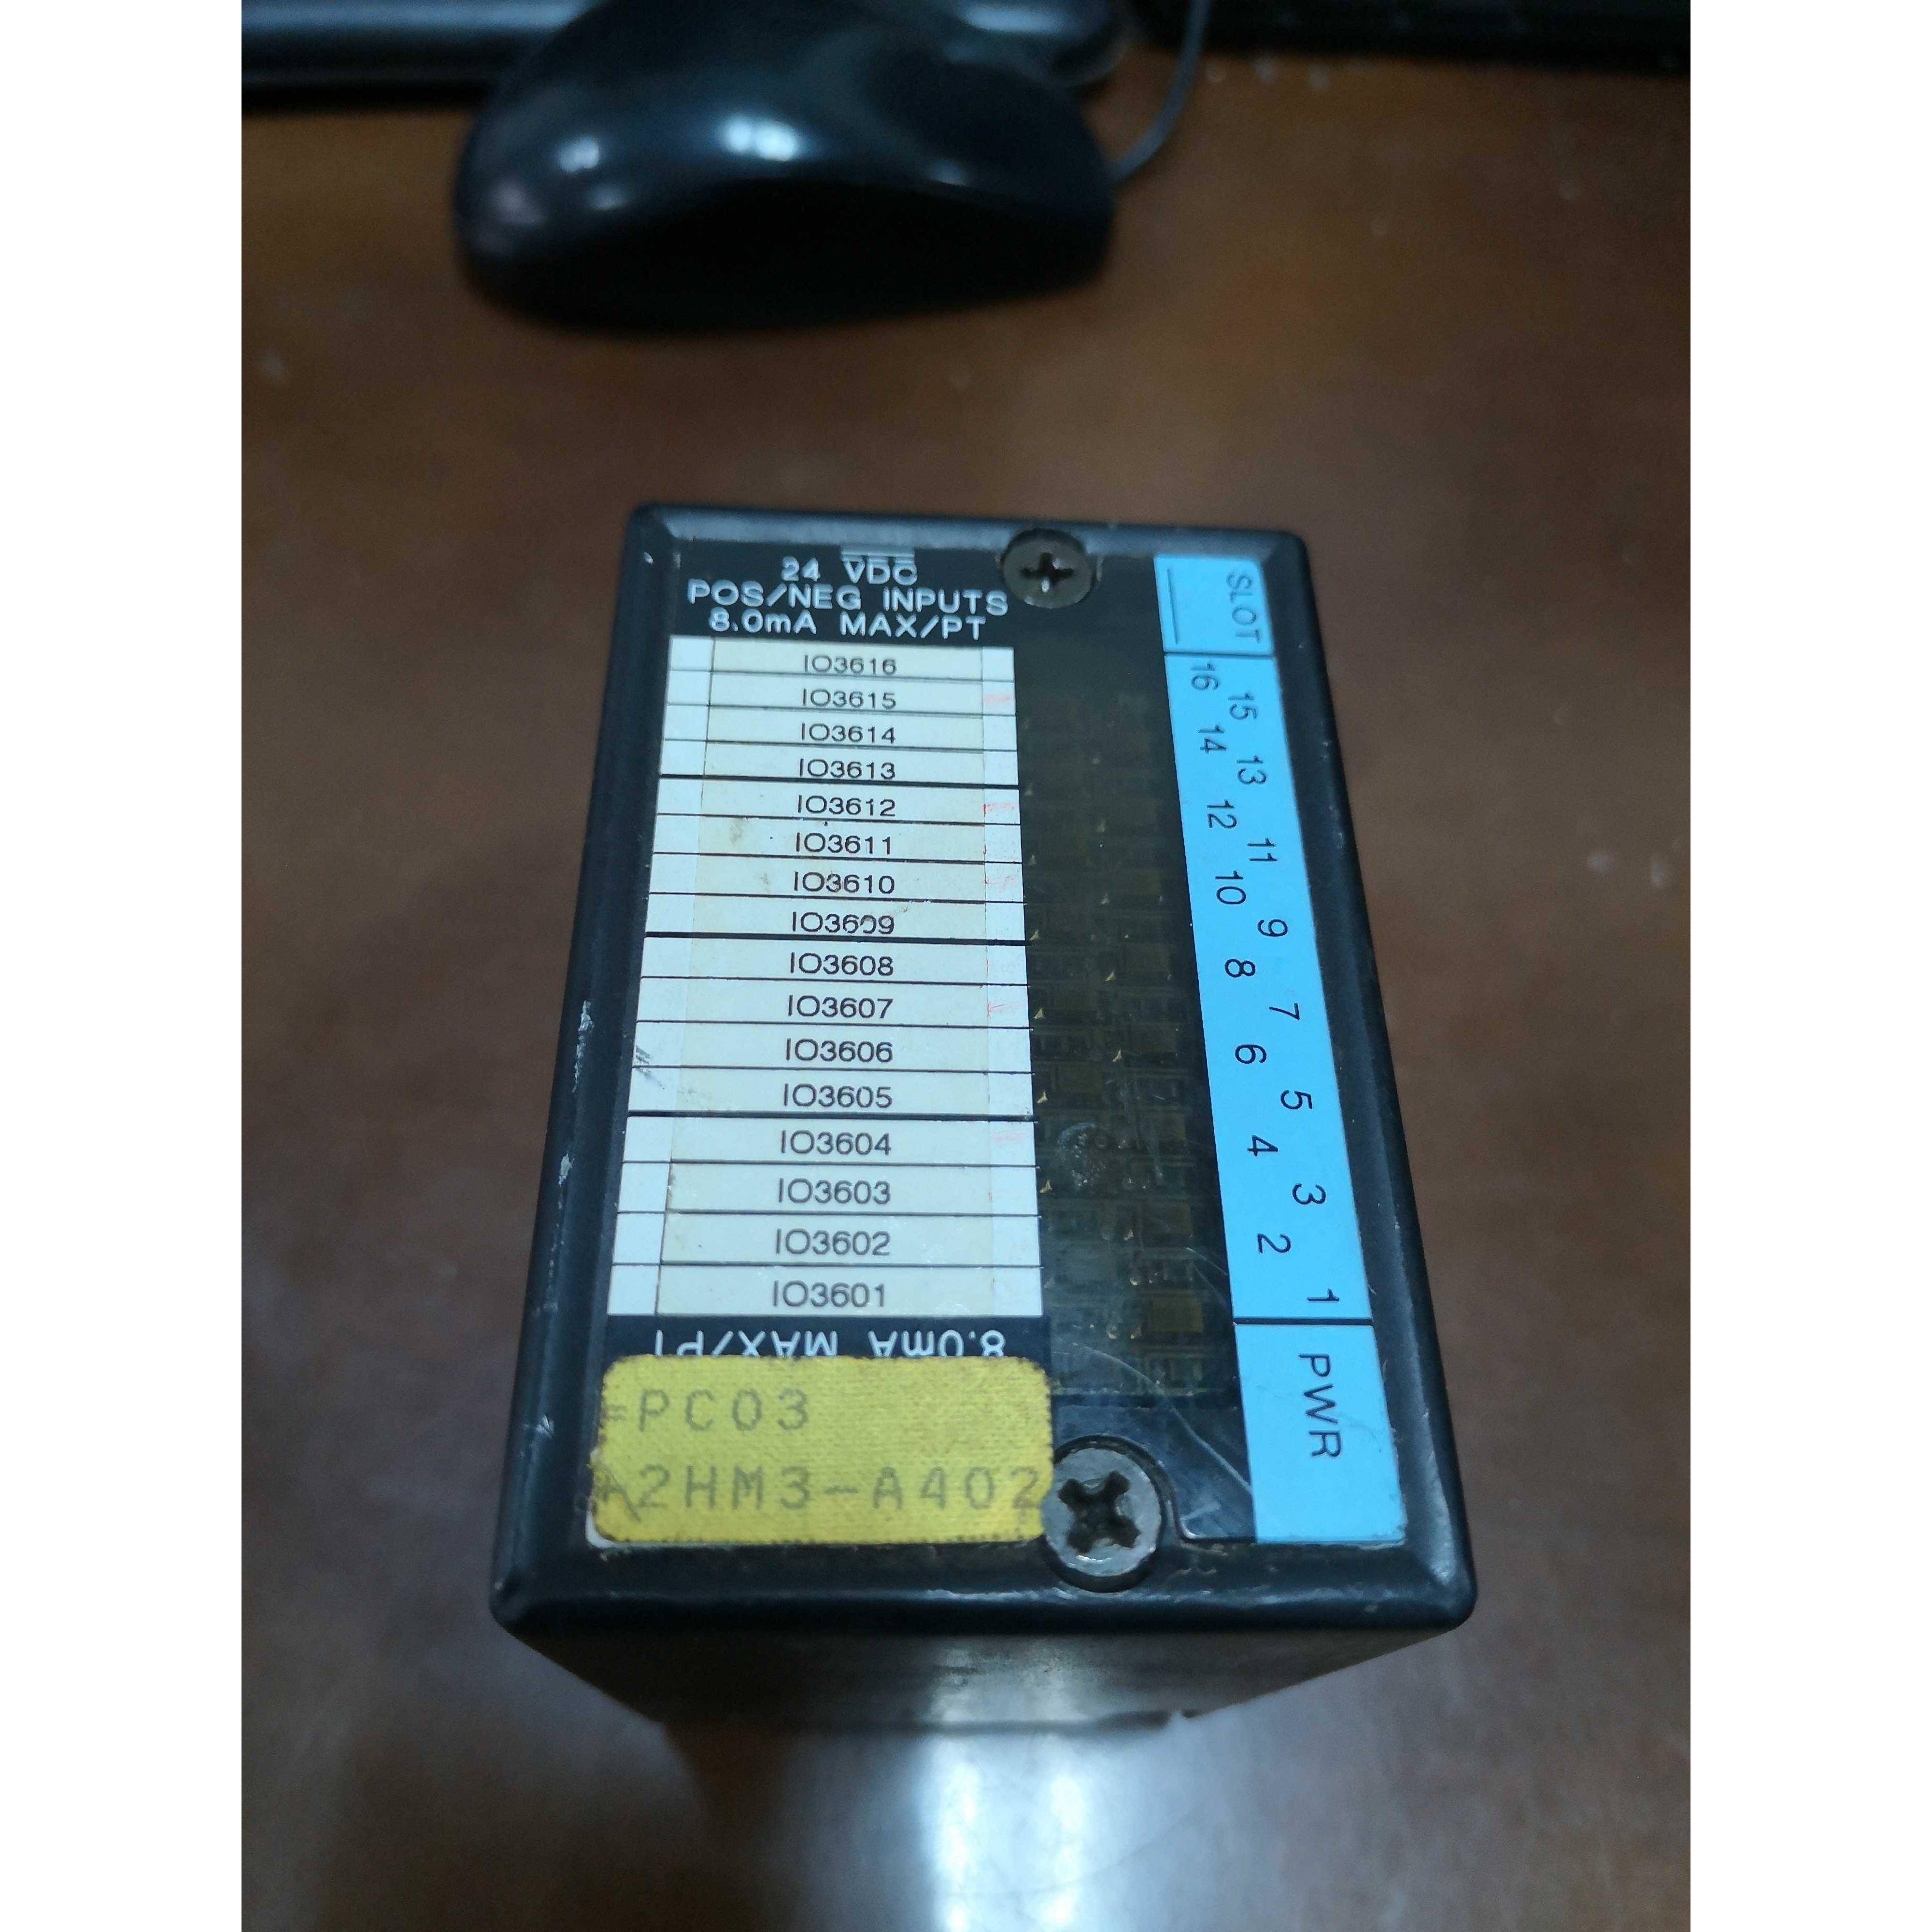 24 VDC
POS/NEG INPUTS
8.0mA MAX/PT
IO3616
IO3615
IO3614
IO3613
IO3612
IO3611
IO3610
IO3609
IO3608
IO3607
IO3606
IO3605
IO3604
IO3603
IO3602
IO3601
8.0mA MAX/PT
=PC03
A2HM3-A402
SLOT
16 15
14 13
12 11
10 9
8 7
6 5
4 3
2 1
PWR